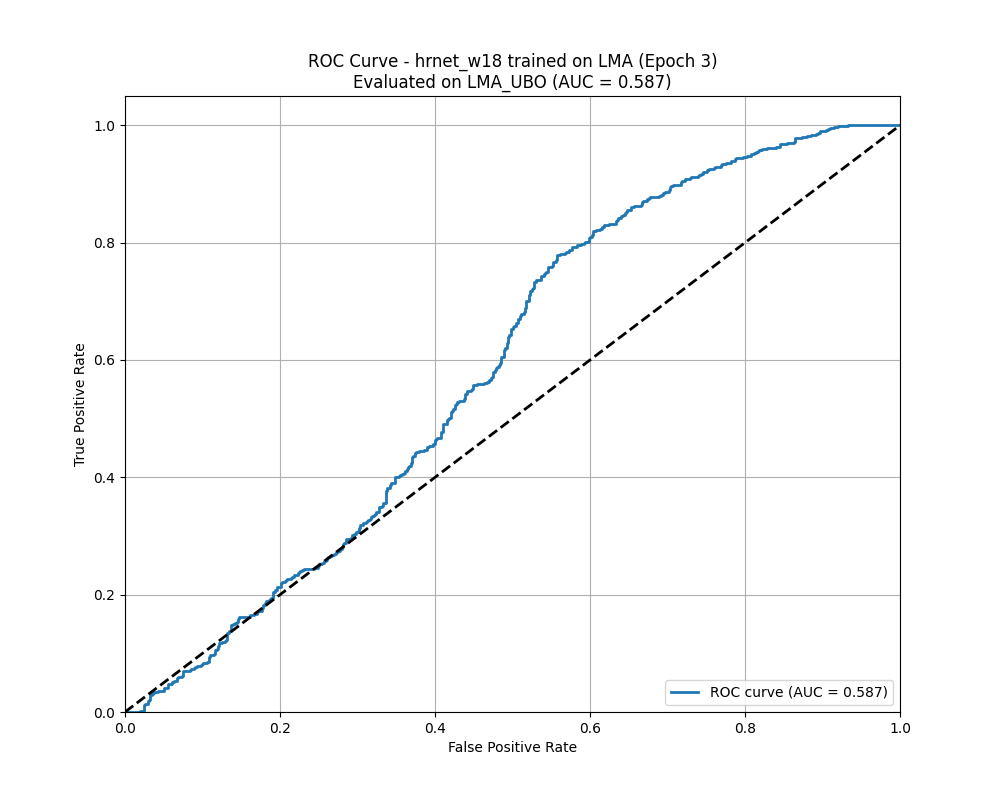 ROC Curve - hrnet_w18 trained on LMA (Epoch 3)
Evaluated on LMA_UBO (AUC = 0.587)
1.0
0.8
0.6
0.4
0.2
0.0
True Positive Rate
ROC curve (AUC = 0.587)
0.0 0.2 0.4 0.6 0.8 1.0
False Positive Rate